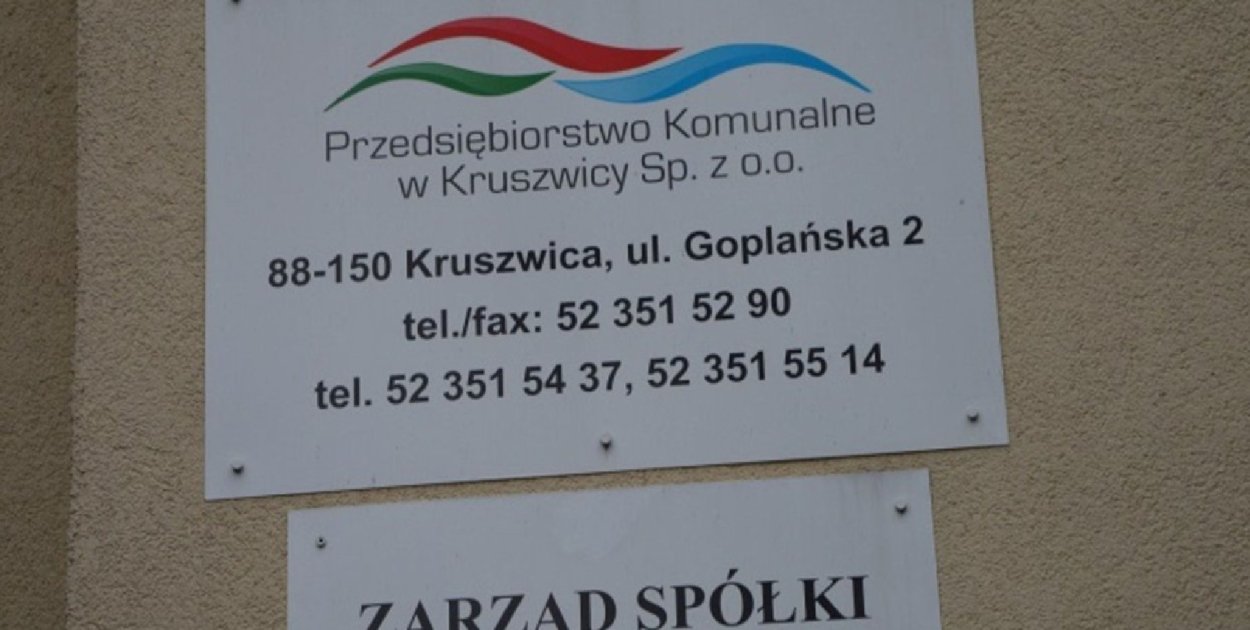 Przedsiębiorstwo Komunalne
w Kruszwicy Sp. z o.o.
88-150 Kruszwica, ul. Goplańska 2
tel./fax: 52 351 52 90
tel. 52 351 54 37, 52 351 55 14
ZARZĄD SPÓŁKI